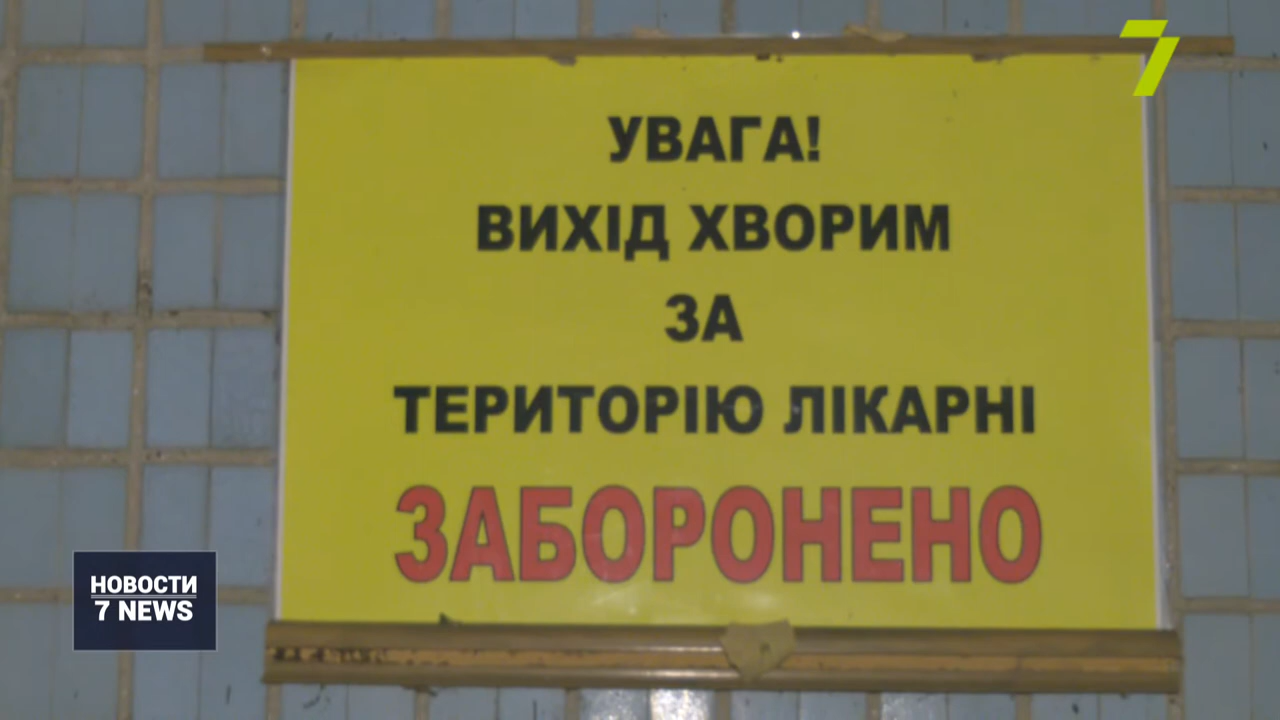 7
УВАГА!
ВИХІД ХВОРИМ
ЗА
ТЕРИТОРІЮ ЛІКАРНІ
ЗАБОРОНЕНО
НОВОСТИ
7 NEWS